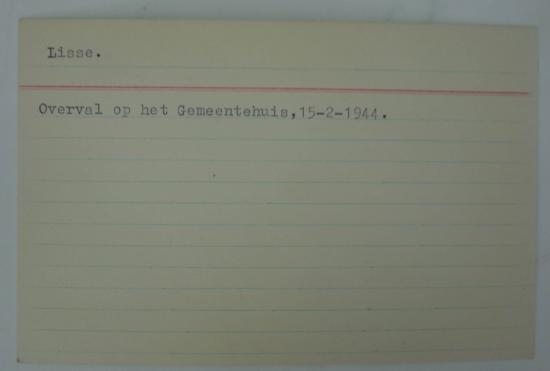 Lisse.
Overval op het Gemeentehuis,15-2-1944.